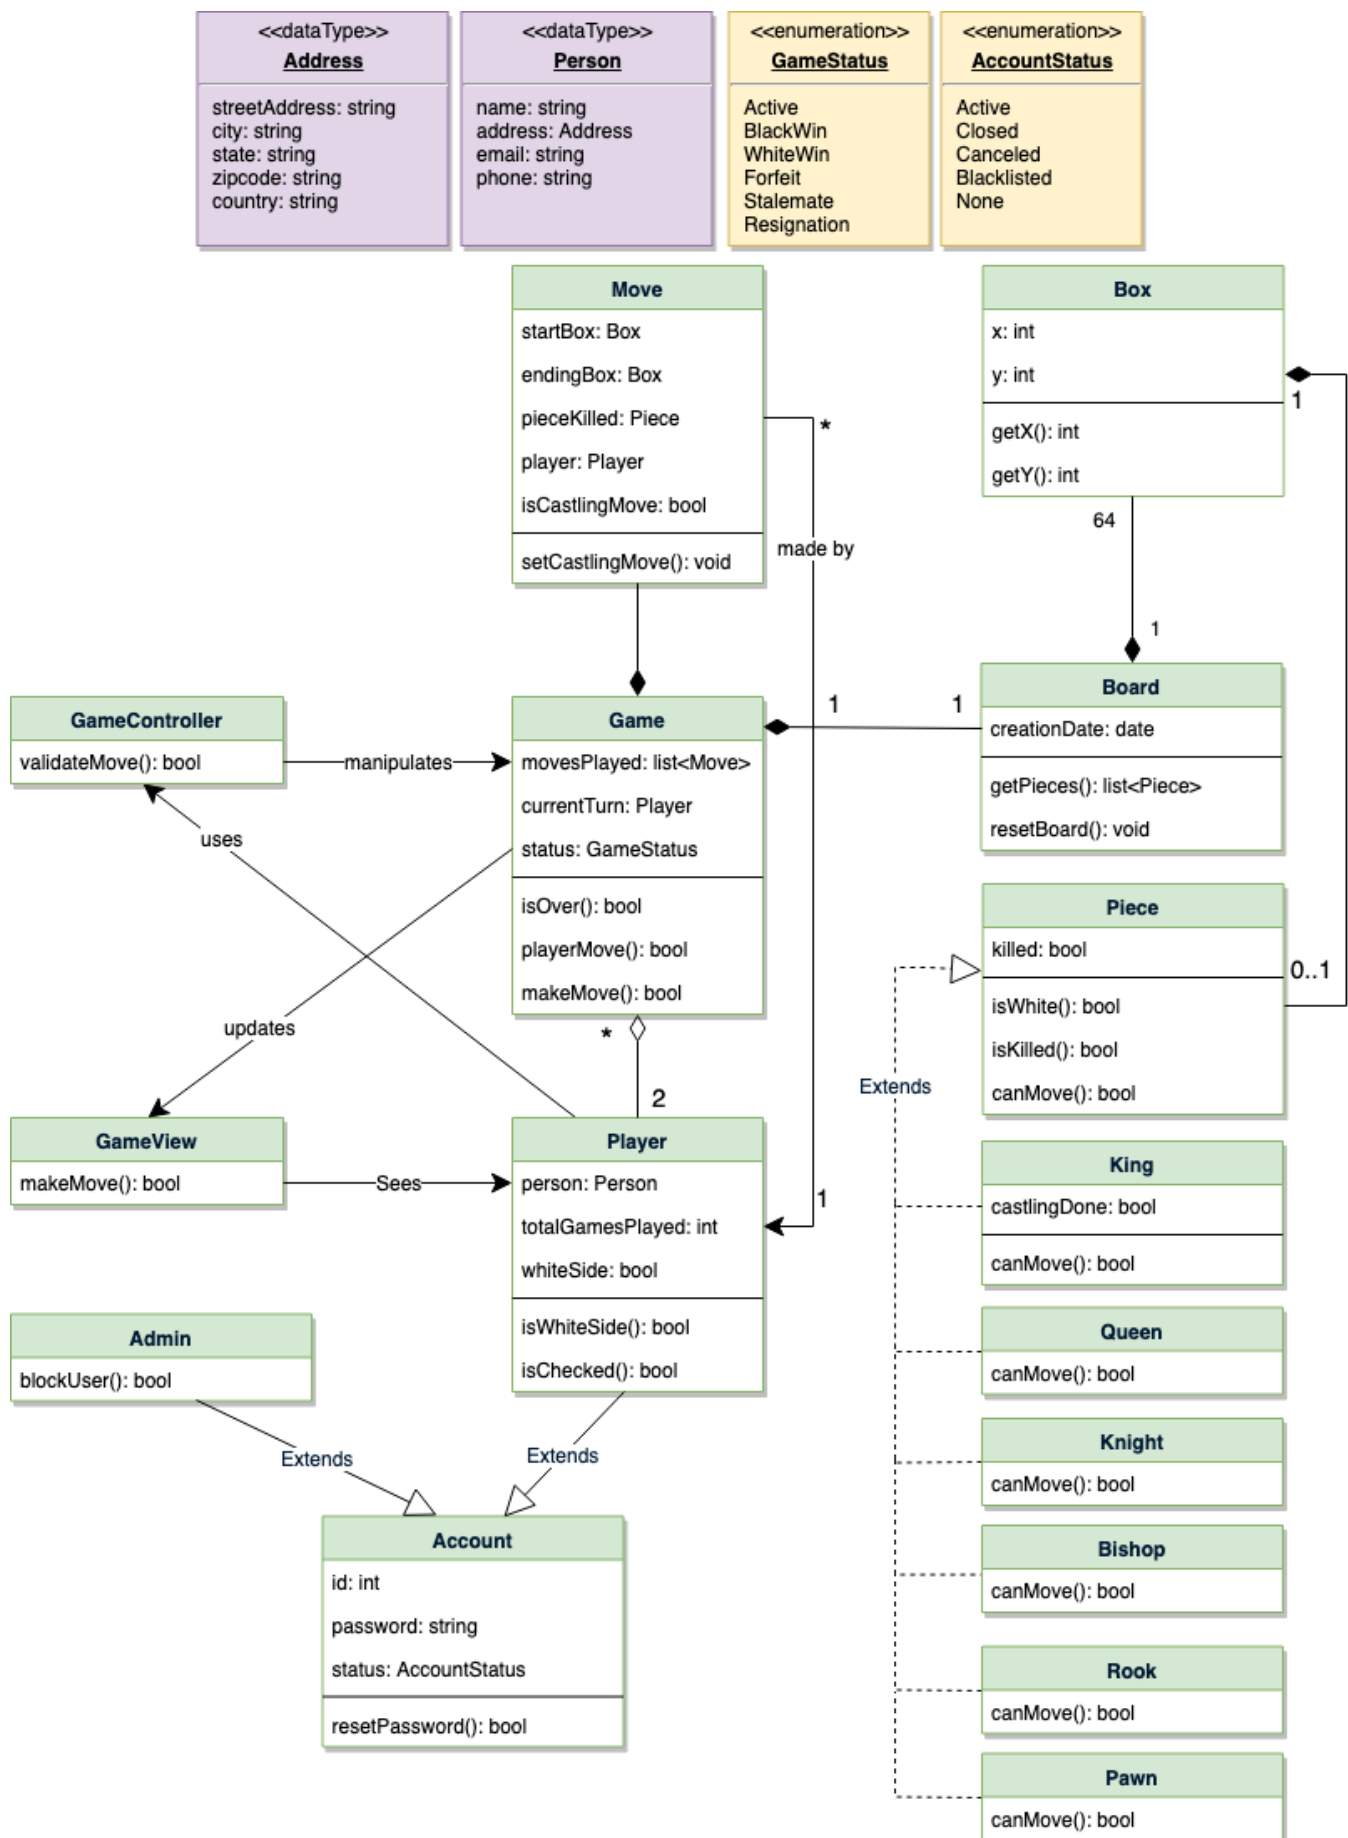 <<dataType>>
Address
streetAddress: string
city: string
state: string
zipcode: string
country: string
<<dataType>>
Person
name: string
address: Address
email: string
phone: string
<<enumeration>>
GameStatus
Active
BlackWin
WhiteWin
Forfeit
Stalemate
Resignation
<<enumeration>>
AccountStatus
Active
Closed
Canceled
Blacklisted
None
Move
startBox: Box
endingBox: Box
pieceKilled: Piece
player: Player
isCastlingMove: bool
setCastlingMove(): void
*
made by
1
Box
x: int
y: int
getX(): int
getY(): int
1
64
1
GameController
validateMove(): bool
manipulates
uses
Game
movesPlayed: list<Move>
currentTurn: Player
status: GameStatus
isOver(): bool
playerMove(): bool
makeMove(): bool
1
1
Board
creationDate: date
getPieces(): list<Piece>
resetBoard(): void
updates
*
2
Piece
killed: bool
isWhite(): bool
isKilled(): bool
canMove(): bool
0..1
Extends
GameView
makeMove(): bool
Sees
Player
person: Person
totalGamesPlayed: int
whiteSide: bool
isWhiteSide(): bool
isChecked(): bool
King
castlingDone: bool
canMove(): bool
Queen
canMove(): bool
Knight
canMove(): bool
Bishop
canMove(): bool
Rook
canMove(): bool
Pawn
canMove(): bool
Admin
blockUser(): bool
Extends
Extends
Account
id: int
password: string
status: AccountStatus
resetPassword(): bool